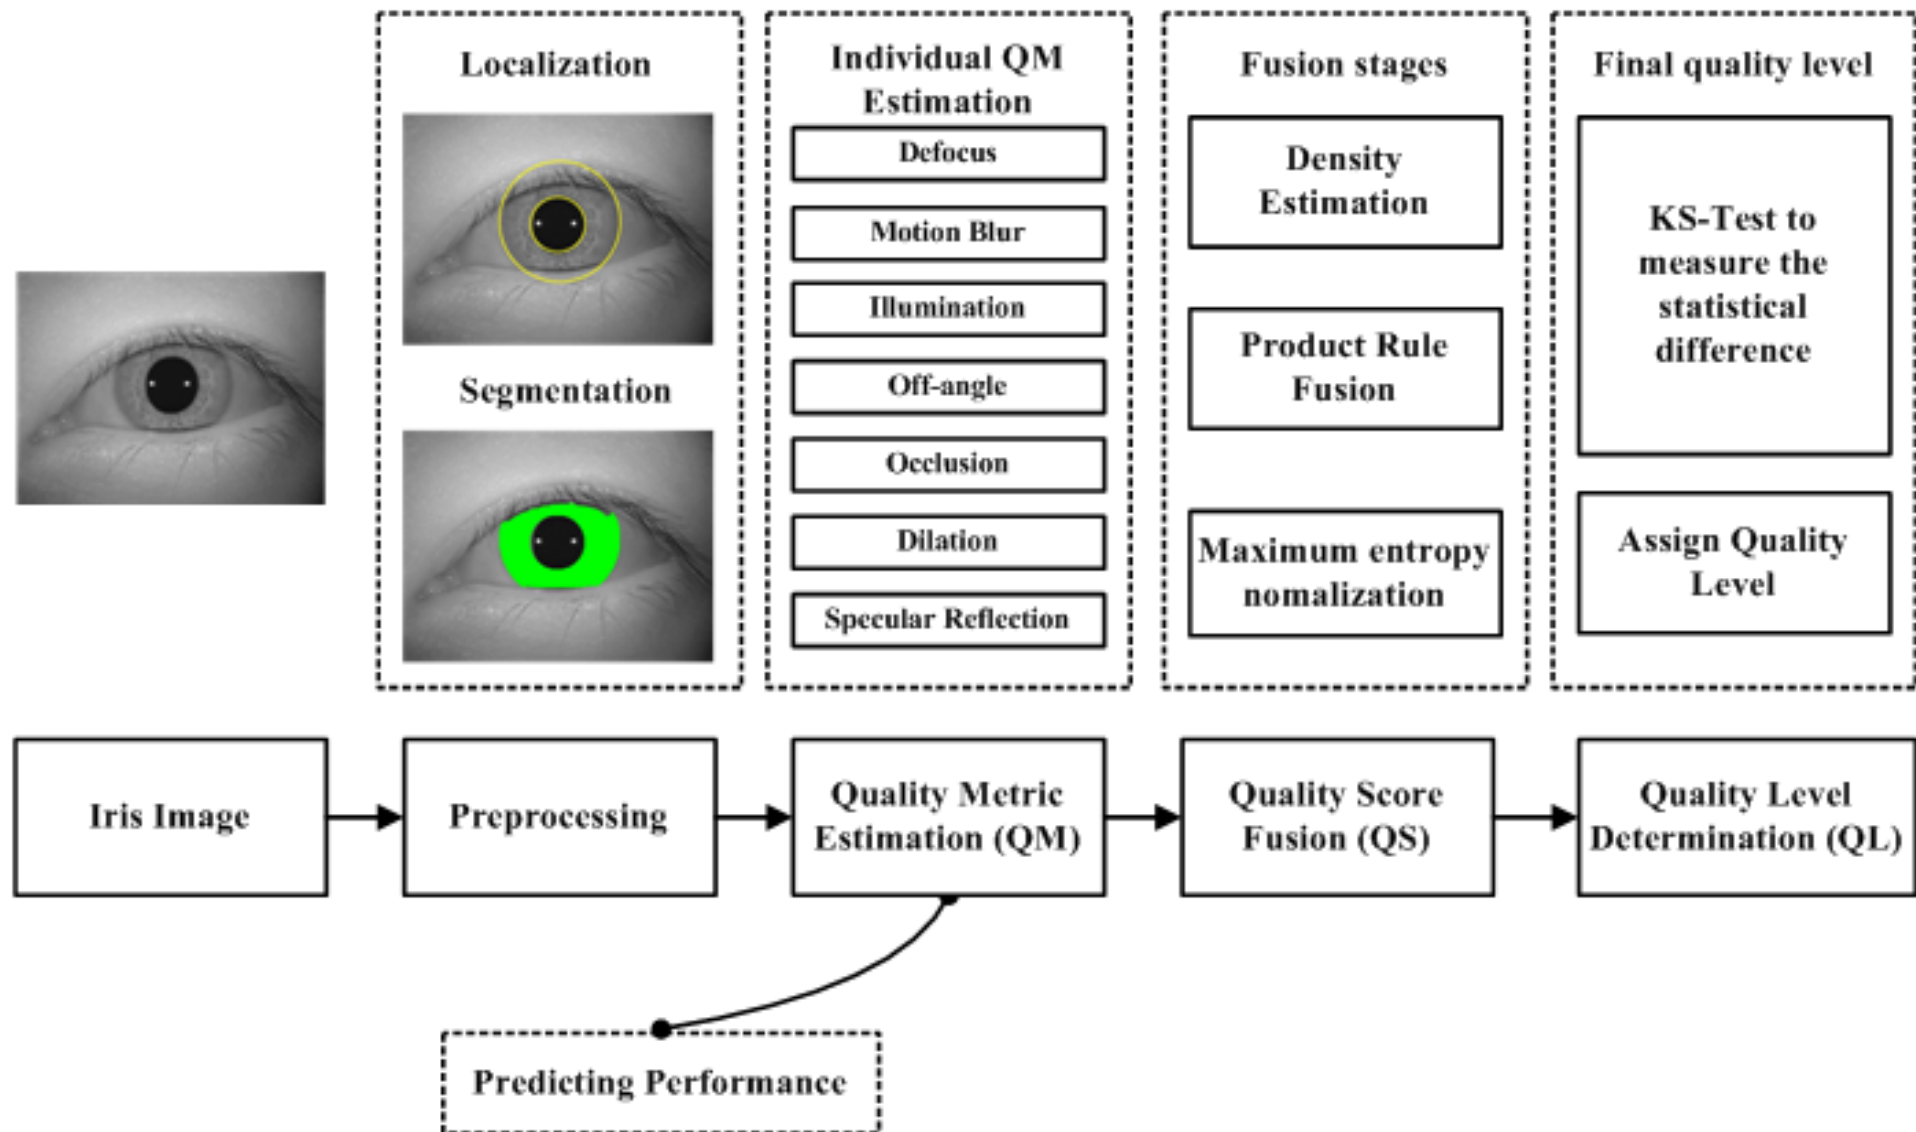 Localization
Segmentation
Individual QM
Estimation
Defocus
Motion Blur
Illumination
Off-angle
Occlusion
Dilation
Specular Reflection
Fusion stages
Density
Estimation
Product Rule
Fusion
Maximum entropy
nomalization
Final quality level
KS-Test to
measure the
statistical
difference
Assign Quality
Level
Iris Image
Preprocessing
Quality Metric
Estimation (QM)
Quality Score
Fusion (QS)
Quality Level
Determination (QL)
Predicting Performance